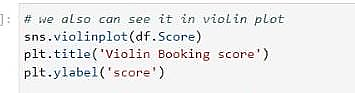 ]: # we also can see it in violin plot
sns.violinplot(df.Score)
plt.title('Violin Booking score')
plt.ylabel('score')